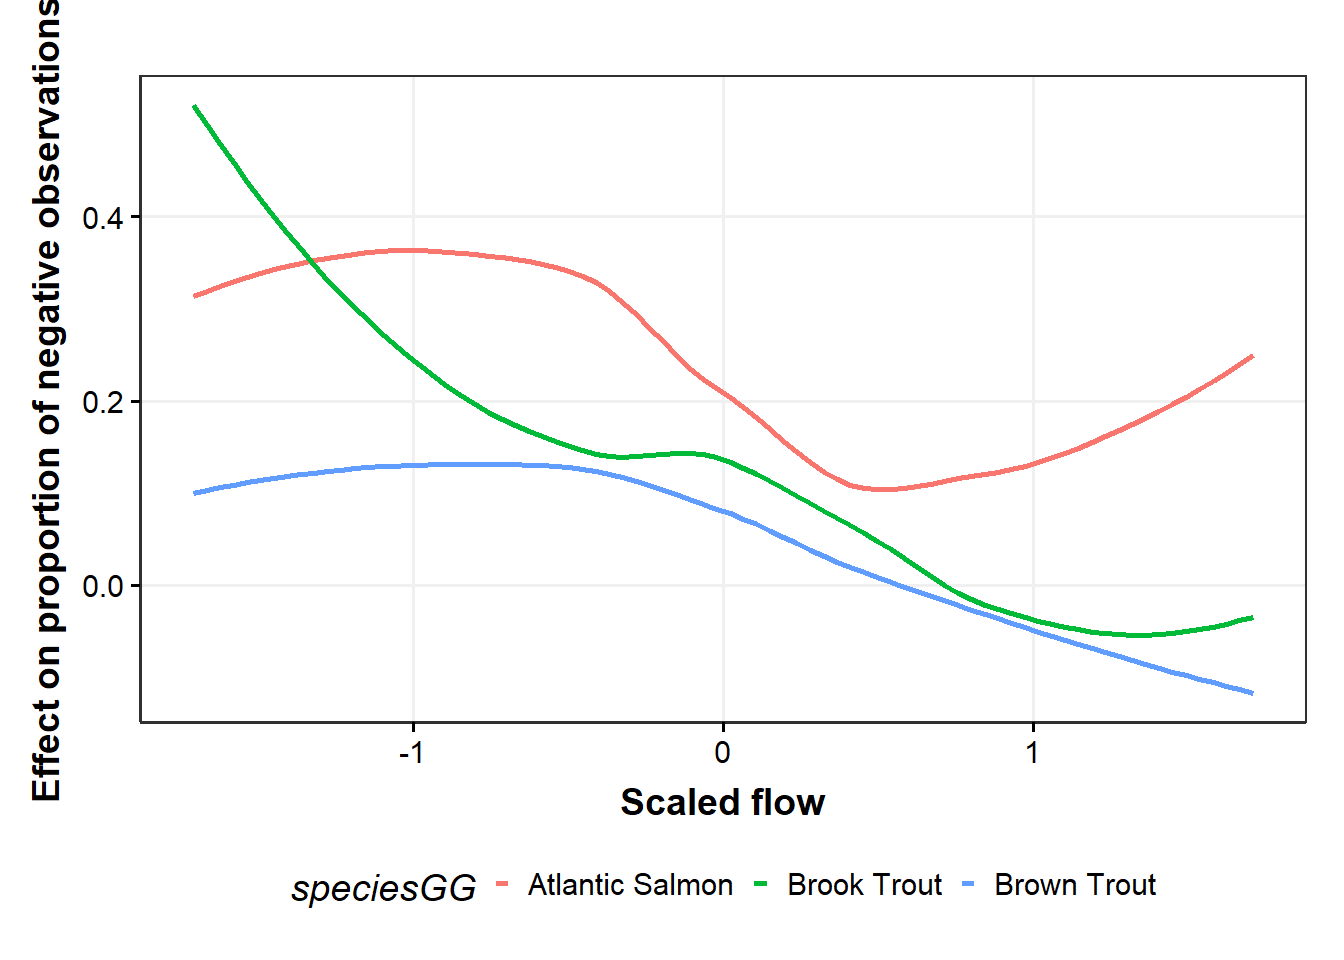 Effect on proportion of negative observations
0.4
0.2
0.0
-1 0 1
Scaled flow
speciesGG Atlantic Salmon Brook Trout Brown Trout